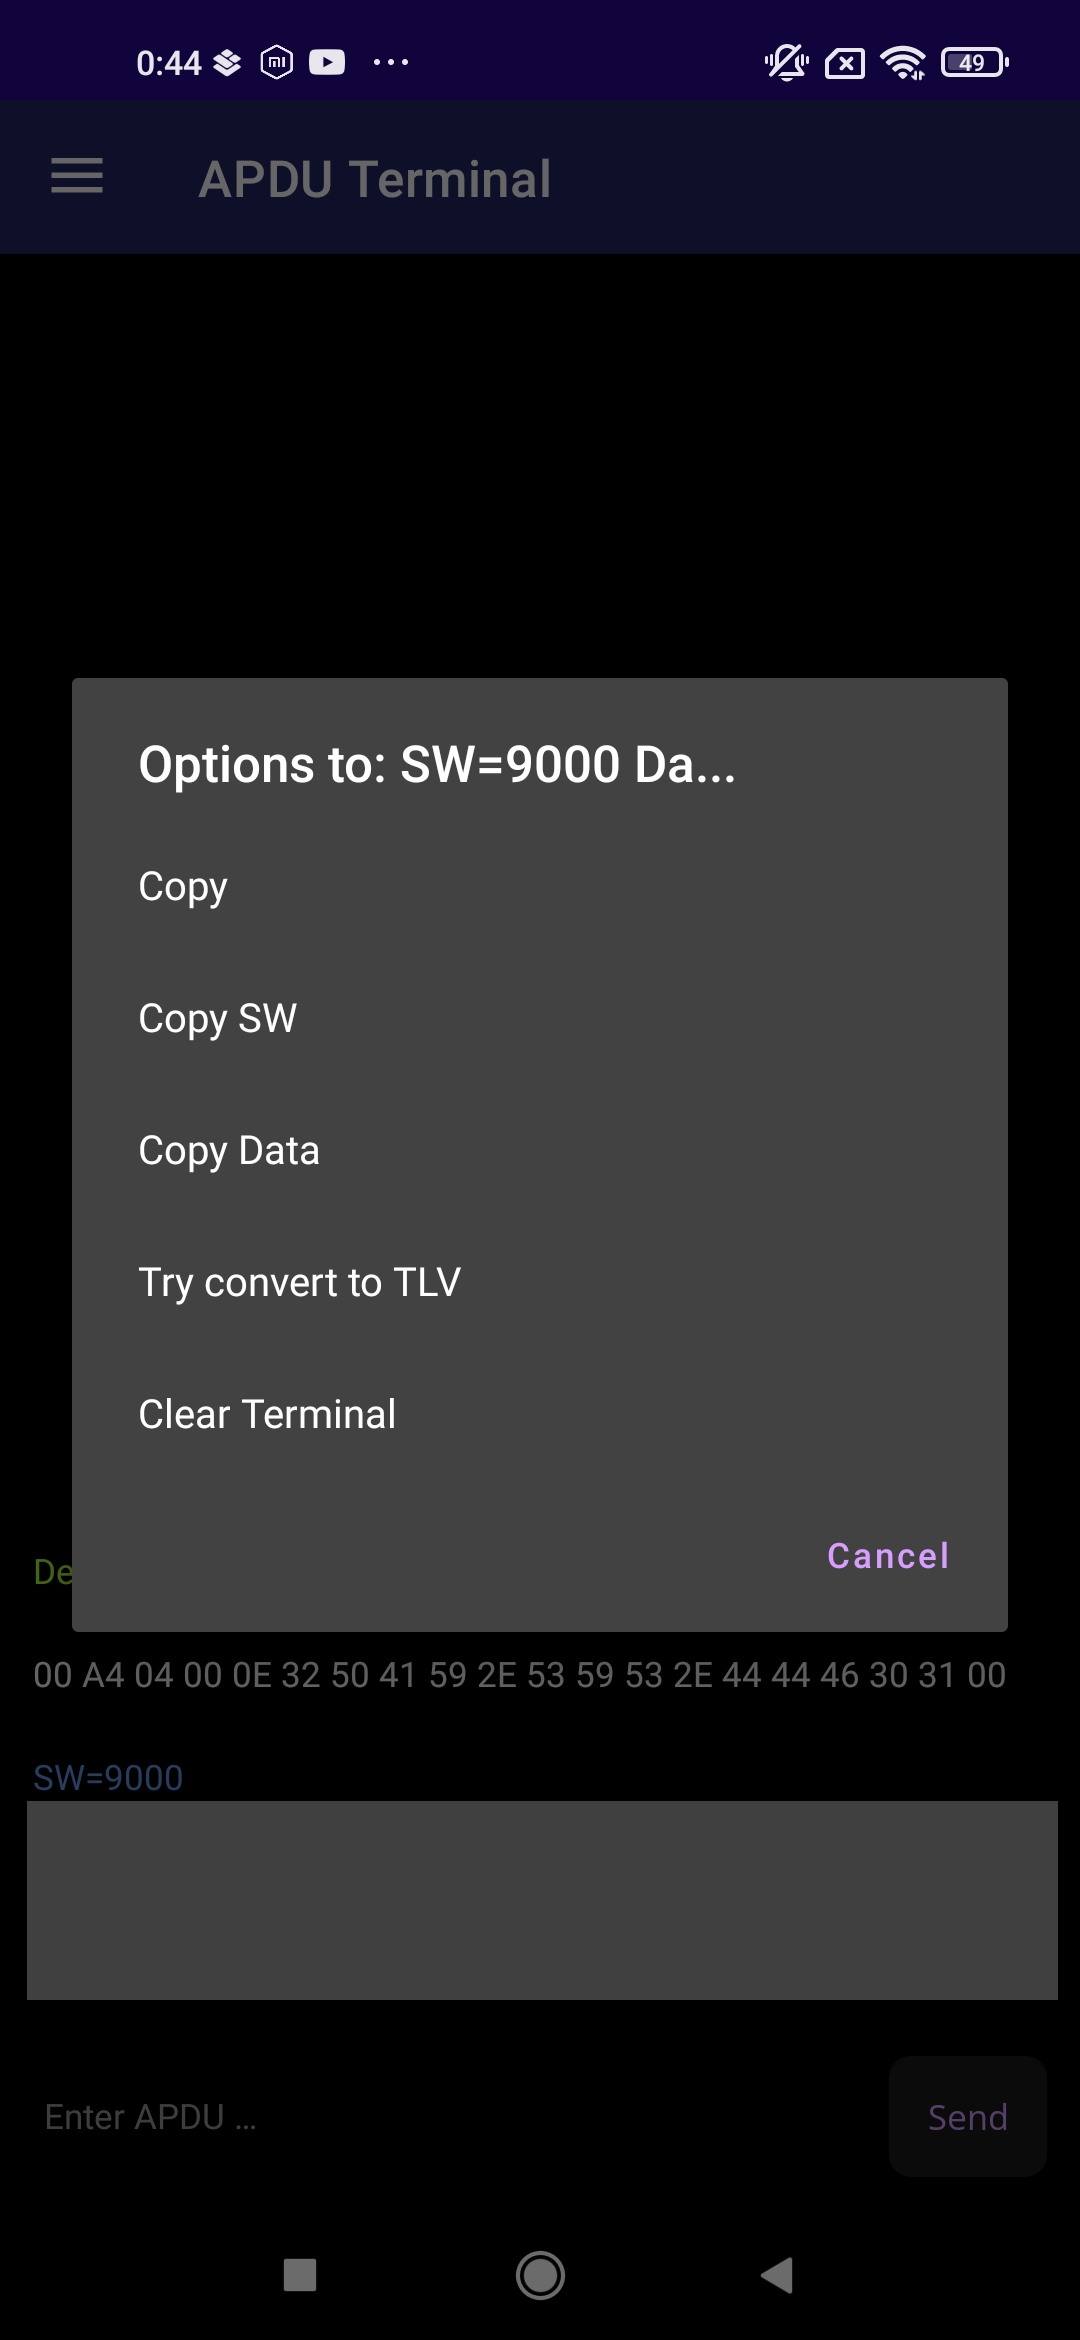 0:44
49
APDU Terminal
Options to: SW=9000 Da...
Copy
Copy SW
Copy Data
Try convert to TLV
Clear Terminal
Cancel
De
00 A4 04 00 0E 32 50 41 59 2E 53 59 53 2E 44 44 46 30 31 00
SW=9000
Enter APDU ...
Send